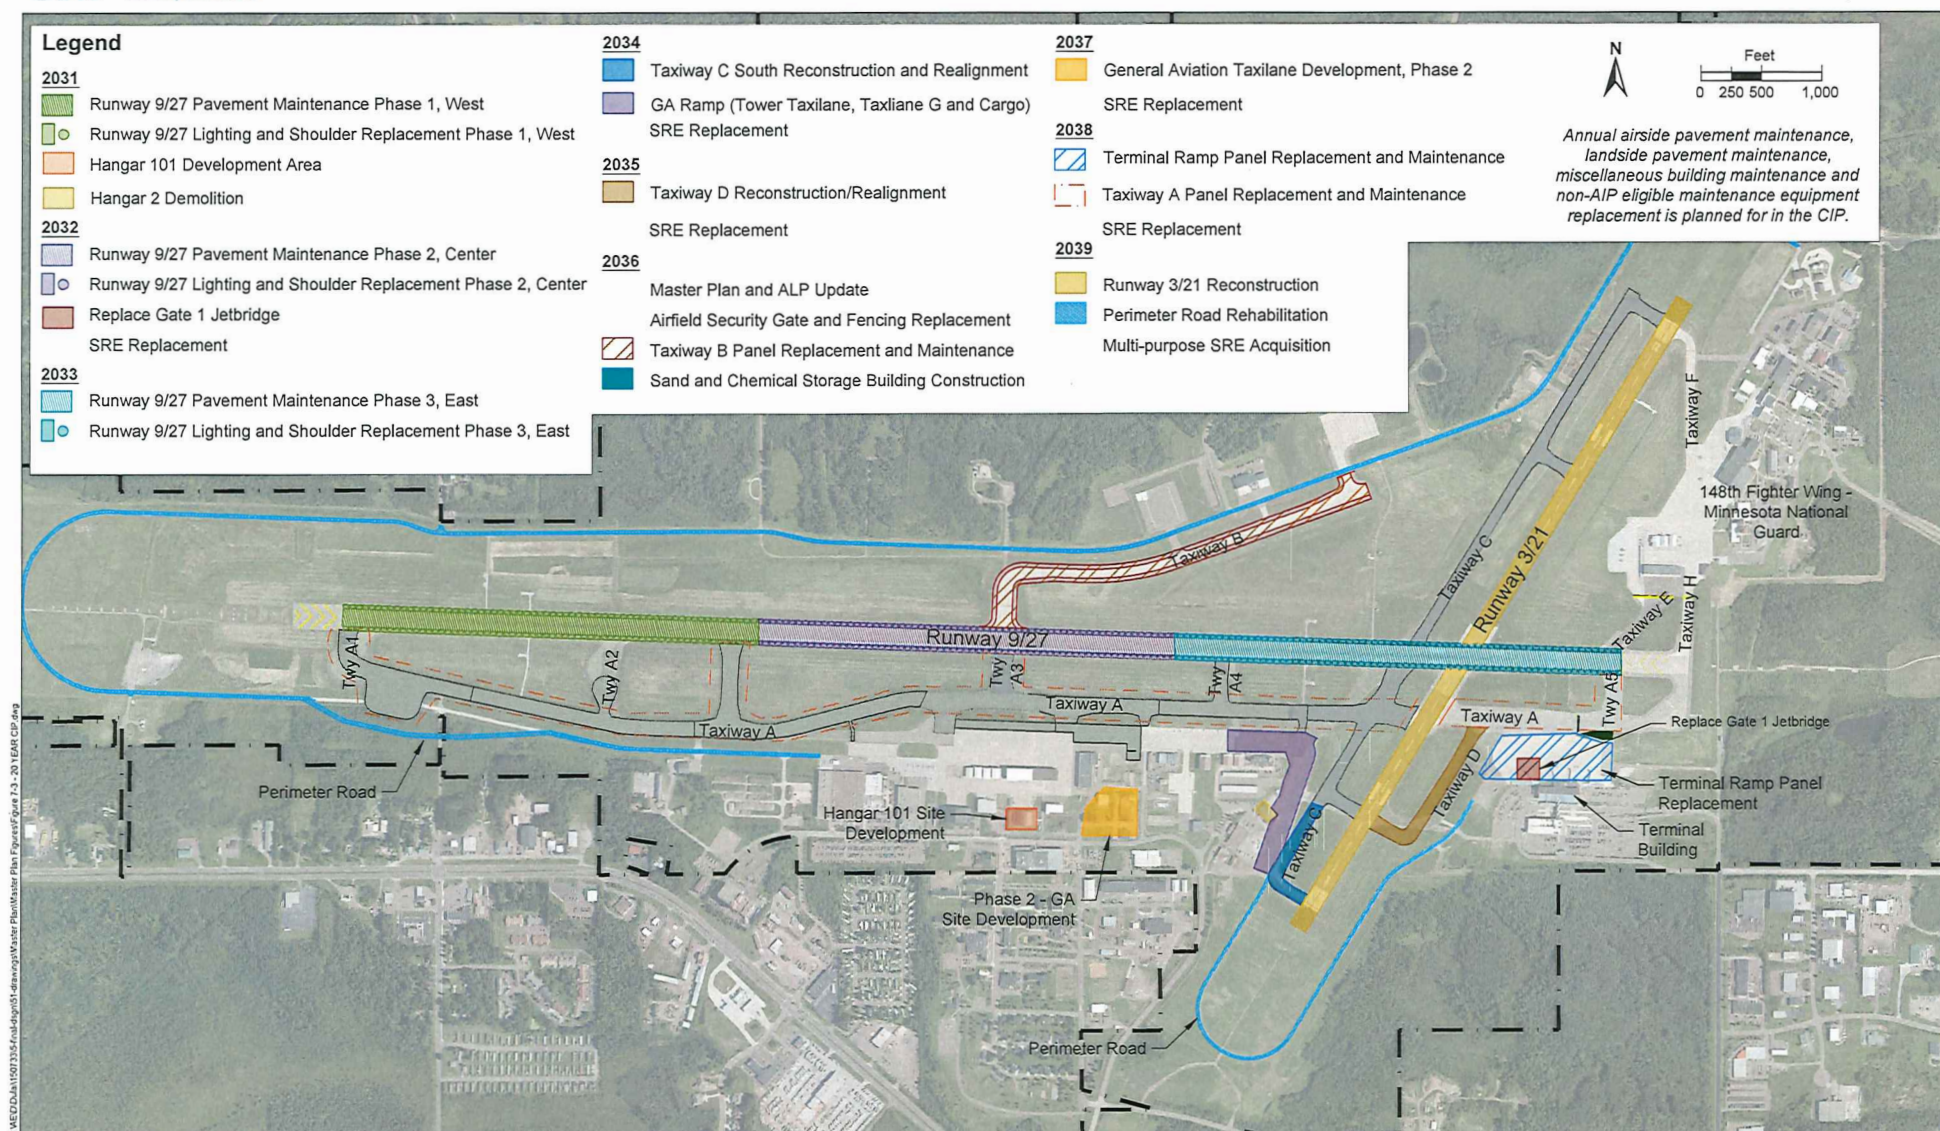 Legend
2031
Runway 9/27 Pavement Maintenance Phase 1, West
Runway 9/27 Lighting and Shoulder Replacement Phase 1, West
Hangar 101 Development Area
Hangar 2 Demolition
2032
Runway 9/27 Pavement Maintenance Phase 2, Center
Runway 9/27 Lighting and Shoulder Replacement Phase 2, Center
Replace Gate 1 Jetbridge
SRE Replacement
2033
Runway 9/27 Pavement Maintenance Phase 3, East
Runway 9/27 Lighting and Shoulder Replacement Phase 3, East
2034
Taxiway C South Reconstruction and Realignment
GA Ramp (Tower Taxilane, Taxliane G and Cargo)
SRE Replacement
2035
Taxiway D Reconstruction/Realignment
SRE Replacement
2036
Master Plan and ALP Update
Airfield Security Gate and Fencing Replacement
Taxiway B Panel Replacement and Maintenance
Sand and Chemical Storage Building Construction
2037
General Aviation Taxilane Development, Phase 2
SRE Replacement
2038
Terminal Ramp Panel Replacement and Maintenance
Taxiway A Panel Replacement and Maintenance
SRE Replacement
2039
Runway 3/21 Reconstruction
Perimeter Road Rehabilitation
Multi-purpose SRE Acquisition
N
Feet
0 250 500 1,000
Annual airside pavement maintenance,
landside pavement maintenance,
miscellaneous building maintenance and
non-AIP eligible maintenance equipment
replacement is planned for in the CIP.
Taxiway F
148th Fighter Wing -
Minnesota National
Guard
Taxiway B
Taxiway C
Runway 3/21
Taxiway E
Taxiway H
Runway 9/27
Twy A1
Twy A2
Twy
A3
Twy
A4
Twy A5
Taxiway A
Taxiway A
Taxiway A
Replace Gate 1 Jetbridge
Taxiway D
Terminal Ramp Panel
Replacement
Terminal
Building
Perimeter Road
Hangar 101 Site
Development
Taxiway C
Phase 2 - GA
Site Development
Perimeter Road